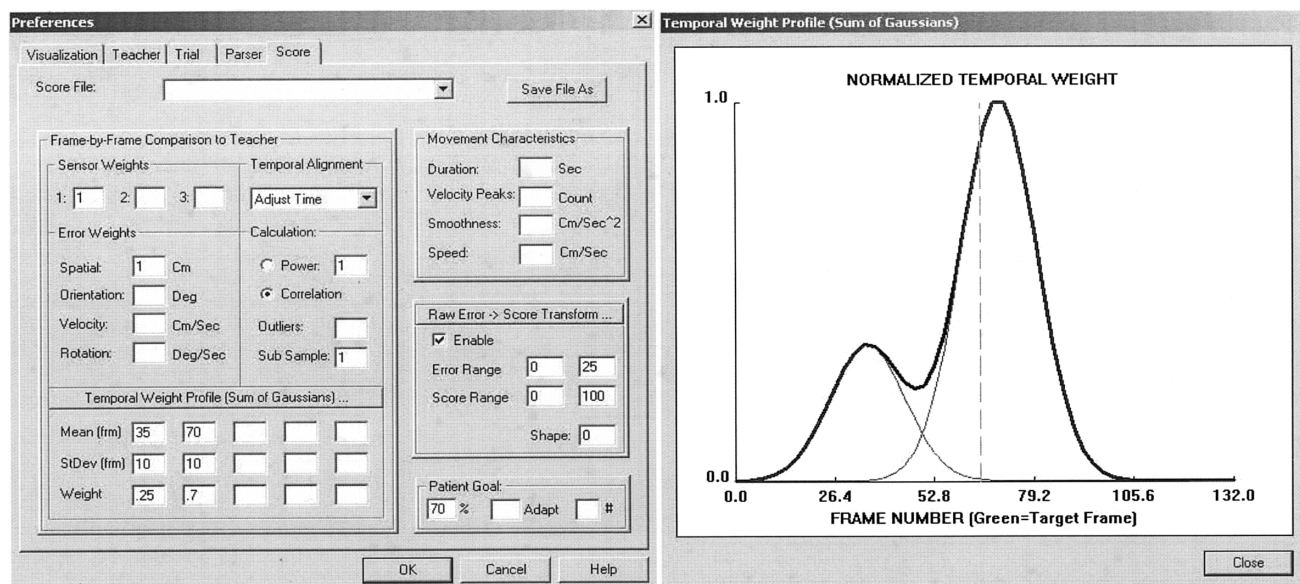 Preferences
Visualization Teacher Trial Parser Score
Score File:
Save File As
Frame-by-Frame Comparison to Teacher
Sensor Weights
1: 1 2: 3:
Temporal Alignment
Adjust Time
Error Weights
Spatial: 1 Cm
Orientation: Deg
Velocity: Cm/Sec
Rotation: Deg/Sec
Calculation:
Power: 1
Correlation
Outliers:
Sub Sample: 1
Temporal Weight Profile (Sum of Gaussians) ...
Mean (frm) 35 70
StDev (frm) 10 10
Weight .25 .7
Movement Characteristics
Duration: Sec
Velocity Peaks: Count
Smoothness: Cm/Sec^2
Speed: Cm/Sec
Raw Error -> Score Transform ...
Enable
Error Range 0 25
Score Range 0 100
Shape: 0
Patient Goal:
70 % Adapt #
OK Cancel Help
Temporal Weight Profile (Sum of Gaussians)
NORMALIZED TEMPORAL WEIGHT
1.0
0.0
0.0 26.4 52.8 79.2 105.6 132.0
FRAME NUMBER (Green=Target Frame)
Close